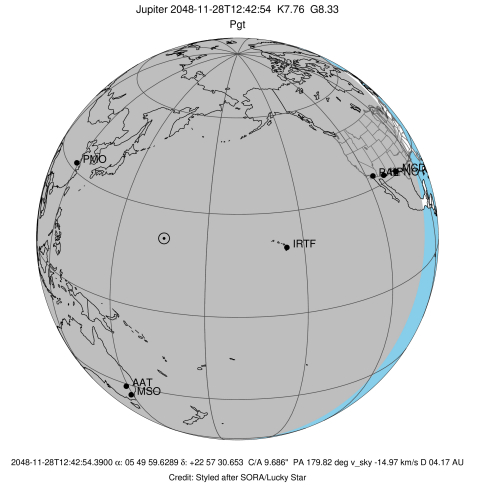 Jupiter 2048-11-28T12:42:54 K7.76 G8.33
Pgt
PMO
IRTF
AAT
MSO
2048-11-28T12:42:54.3900 α: 05 49 59.6289 δ: +22 57 30.653 C/A 9.686" PA 179.82 deg v_sky -14.97 km/s D 04.17 AU
Credit: Styled after SORA/Lucky Star